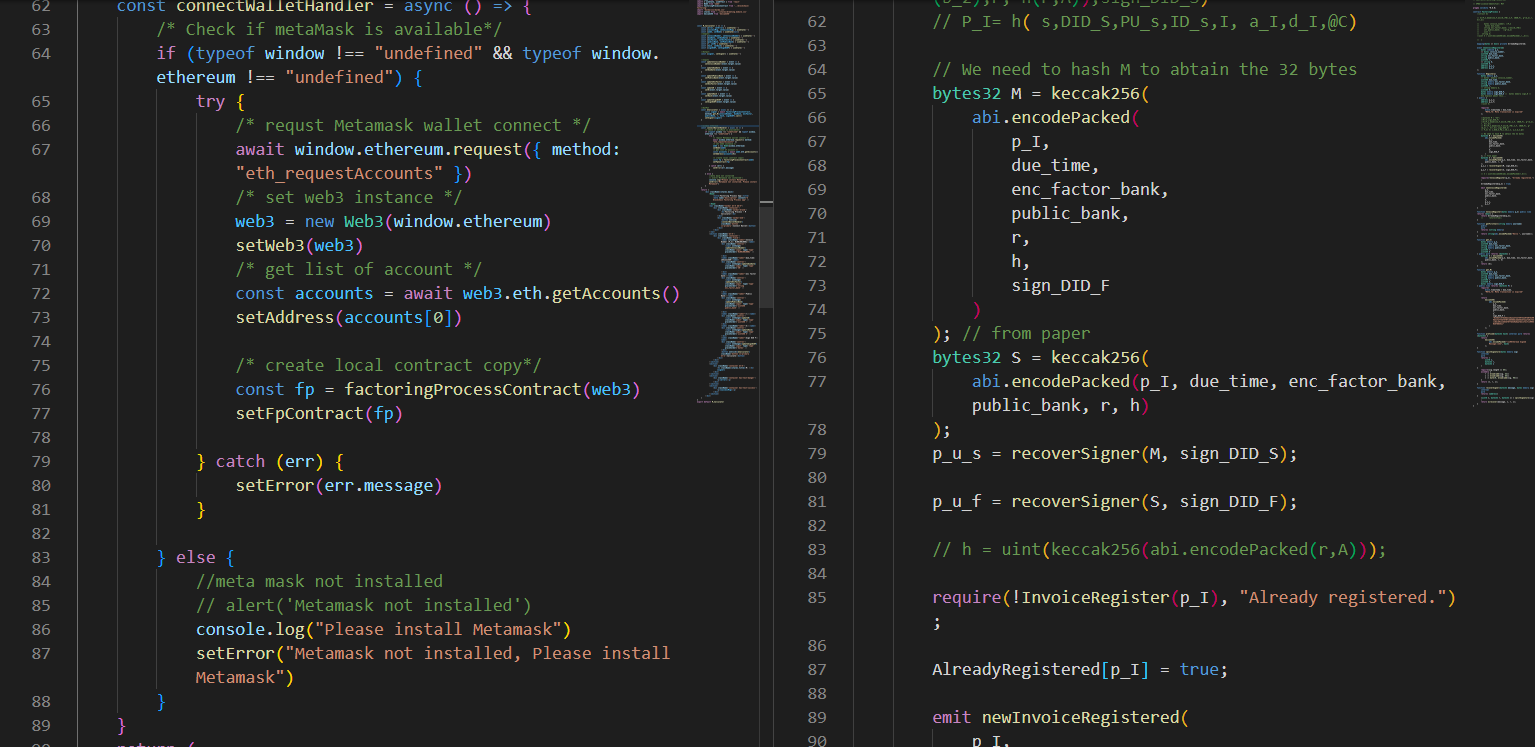 62 const connectWalletHandler = async () => {
63 /* Check if metaMask is available*/
64 if (typeof window !== "undefined" && typeof window.
ethereum !== "undefined") {
65 try {
66 /* requst Metamask wallet connect */
67 await window.ethereum.request({ method:
"eth_requestAccounts" })
68 /* set web3 instance */
69 web3 = new Web3(window.ethereum)
70 setWeb3(web3)
71 /* get list of account */
72 const accounts = await web3.eth.getAccounts()
73 setAddress(accounts[0])
74
75 /* create local contract copy*/
76 const fp = factoringProcessContract(web3)
77 setFpContract(fp)
78
79 } catch (err) {
80 setError(err.message)
81 }
82
83 } else {
84 //meta mask not installed
85 // alert('Metamask not installed')
86 console.log("Please install Metamask")
87 setError("Metamask not installed, Please install
Metamask")
88 }
89 }
62 // P_I= h( s,DID_S,PU_s,ID_s,I, a_I,d_I,@C)
63
64 // We need to hash M to abtain the 32 bytes
65 bytes32 M = keccak256(
66 abi.encodePacked(
67 p_I,
68 due_time,
69 enc_factor_bank,
70 public_bank,
71 r,
72 h,
73 sign_DID_F
74 )
75 ); // from paper
76 bytes32 S = keccak256(
77 abi.encodePacked(p_I, due_time, enc_factor_bank,
public_bank, r, h)
78 );
79 p_u_s = recoverSigner(M, sign_DID_S);
80
81 p_u_f = recoverSigner(S, sign_DID_F);
82
83 // h = uint(keccak256(abi.encodePacked(r,A)));
84
85 require(!InvoiceRegister(p_I), "Already registered.")
;
86
87 AlreadyRegistered[p_I] = true;
88
89 emit newInvoiceRegistered(
90 p_I,